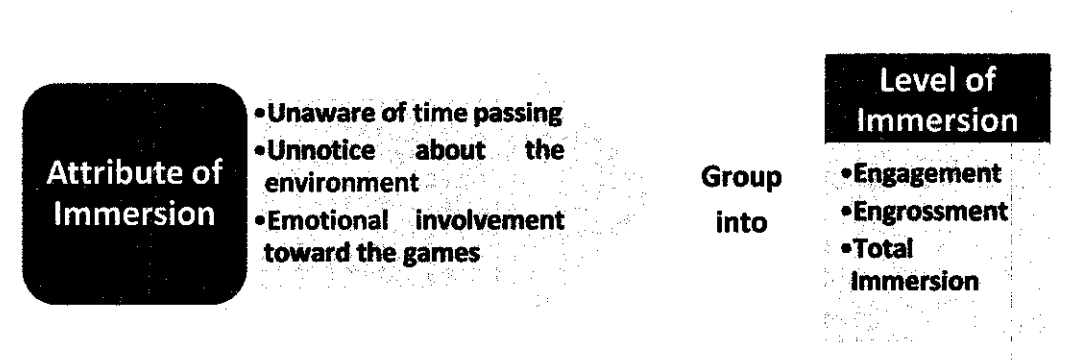 Attribute of
Immersion
•Unaware of time passing
•Unnotice about the
environment
•Emotional involvement
toward the games
Group
into
Level of
Immersion
•Engagement
•Engrossment
•Total
Immersion